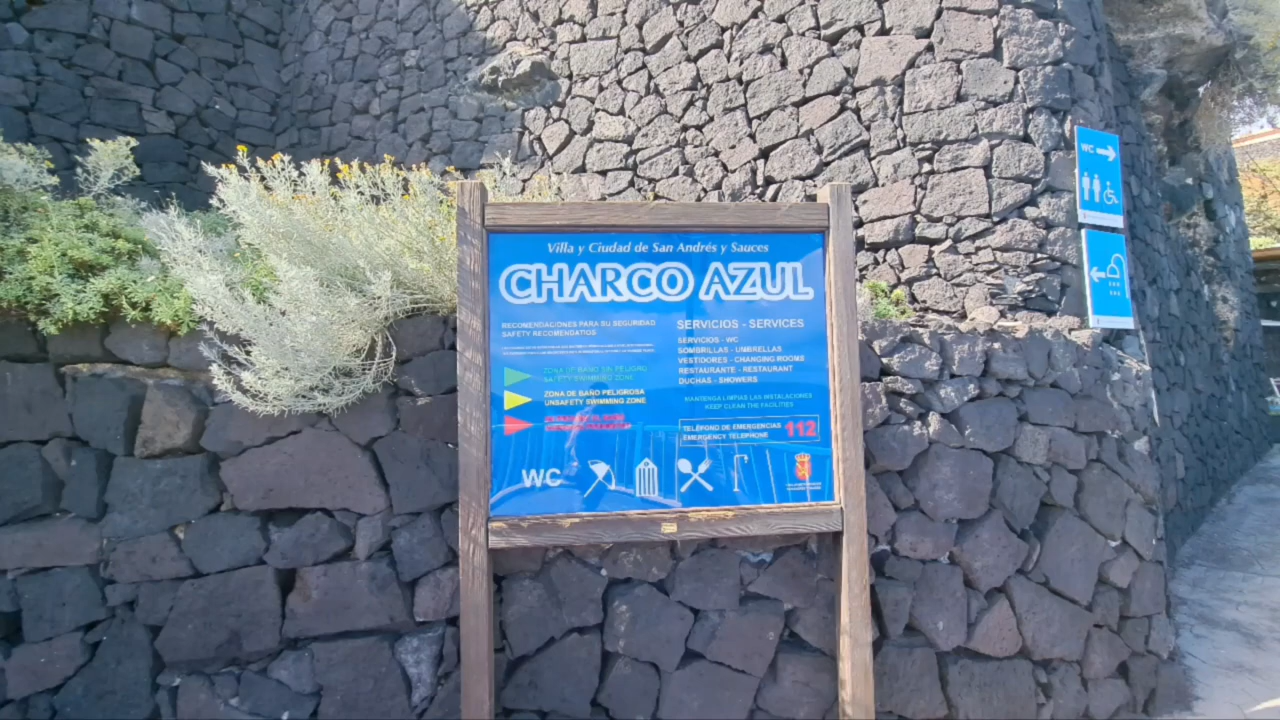 Villa y Ciudad de San Andrés y Sauces
CHARCO AZUL
RECOMENDACIONES PARA SU SEGURIDAD
SAFETY RECOMENDATIOS
ZONA DE BAÑO SIN PELIGRO
SAFETY SWIMMING ZONE
ZONA DE BAÑO PELIGROSA
UNSAFETY SWIMMING ZONE
SERVICIOS - SERVICES
SERVICIOS - WC
SOMBRILLAS - UMBRELLAS
VESTIDORES - CHANGING ROOMS
RESTAURANTE - RESTAURANT
DUCHAS - SHOWERS
MANTENGA LIMPIAS LAS INSTALACIONES
KEEP CLEAN THE FACILITIES
TELÉFONO DE EMERGENCIAS
EMERGENCY TELEPHONE
112
WC
WC